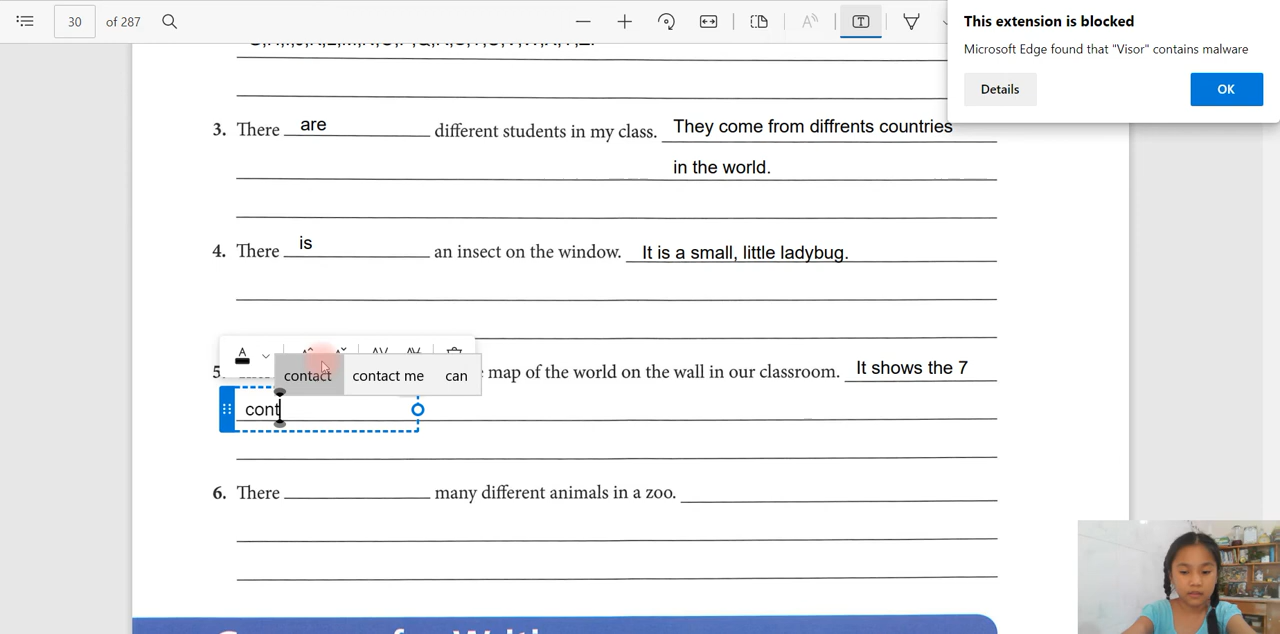 30 of 287
This extension is blocked
Microsoft Edge found that "Visor" contains malware
Details OK
3. There are different students in my class. They come from diffrents countries
in the world.
4. There is an insect on the window. It is a small, little ladybug.
contact contact me can
5. map of the world on the wall in our classroom. It shows the 7
cont
6. There many different animals in a zoo.